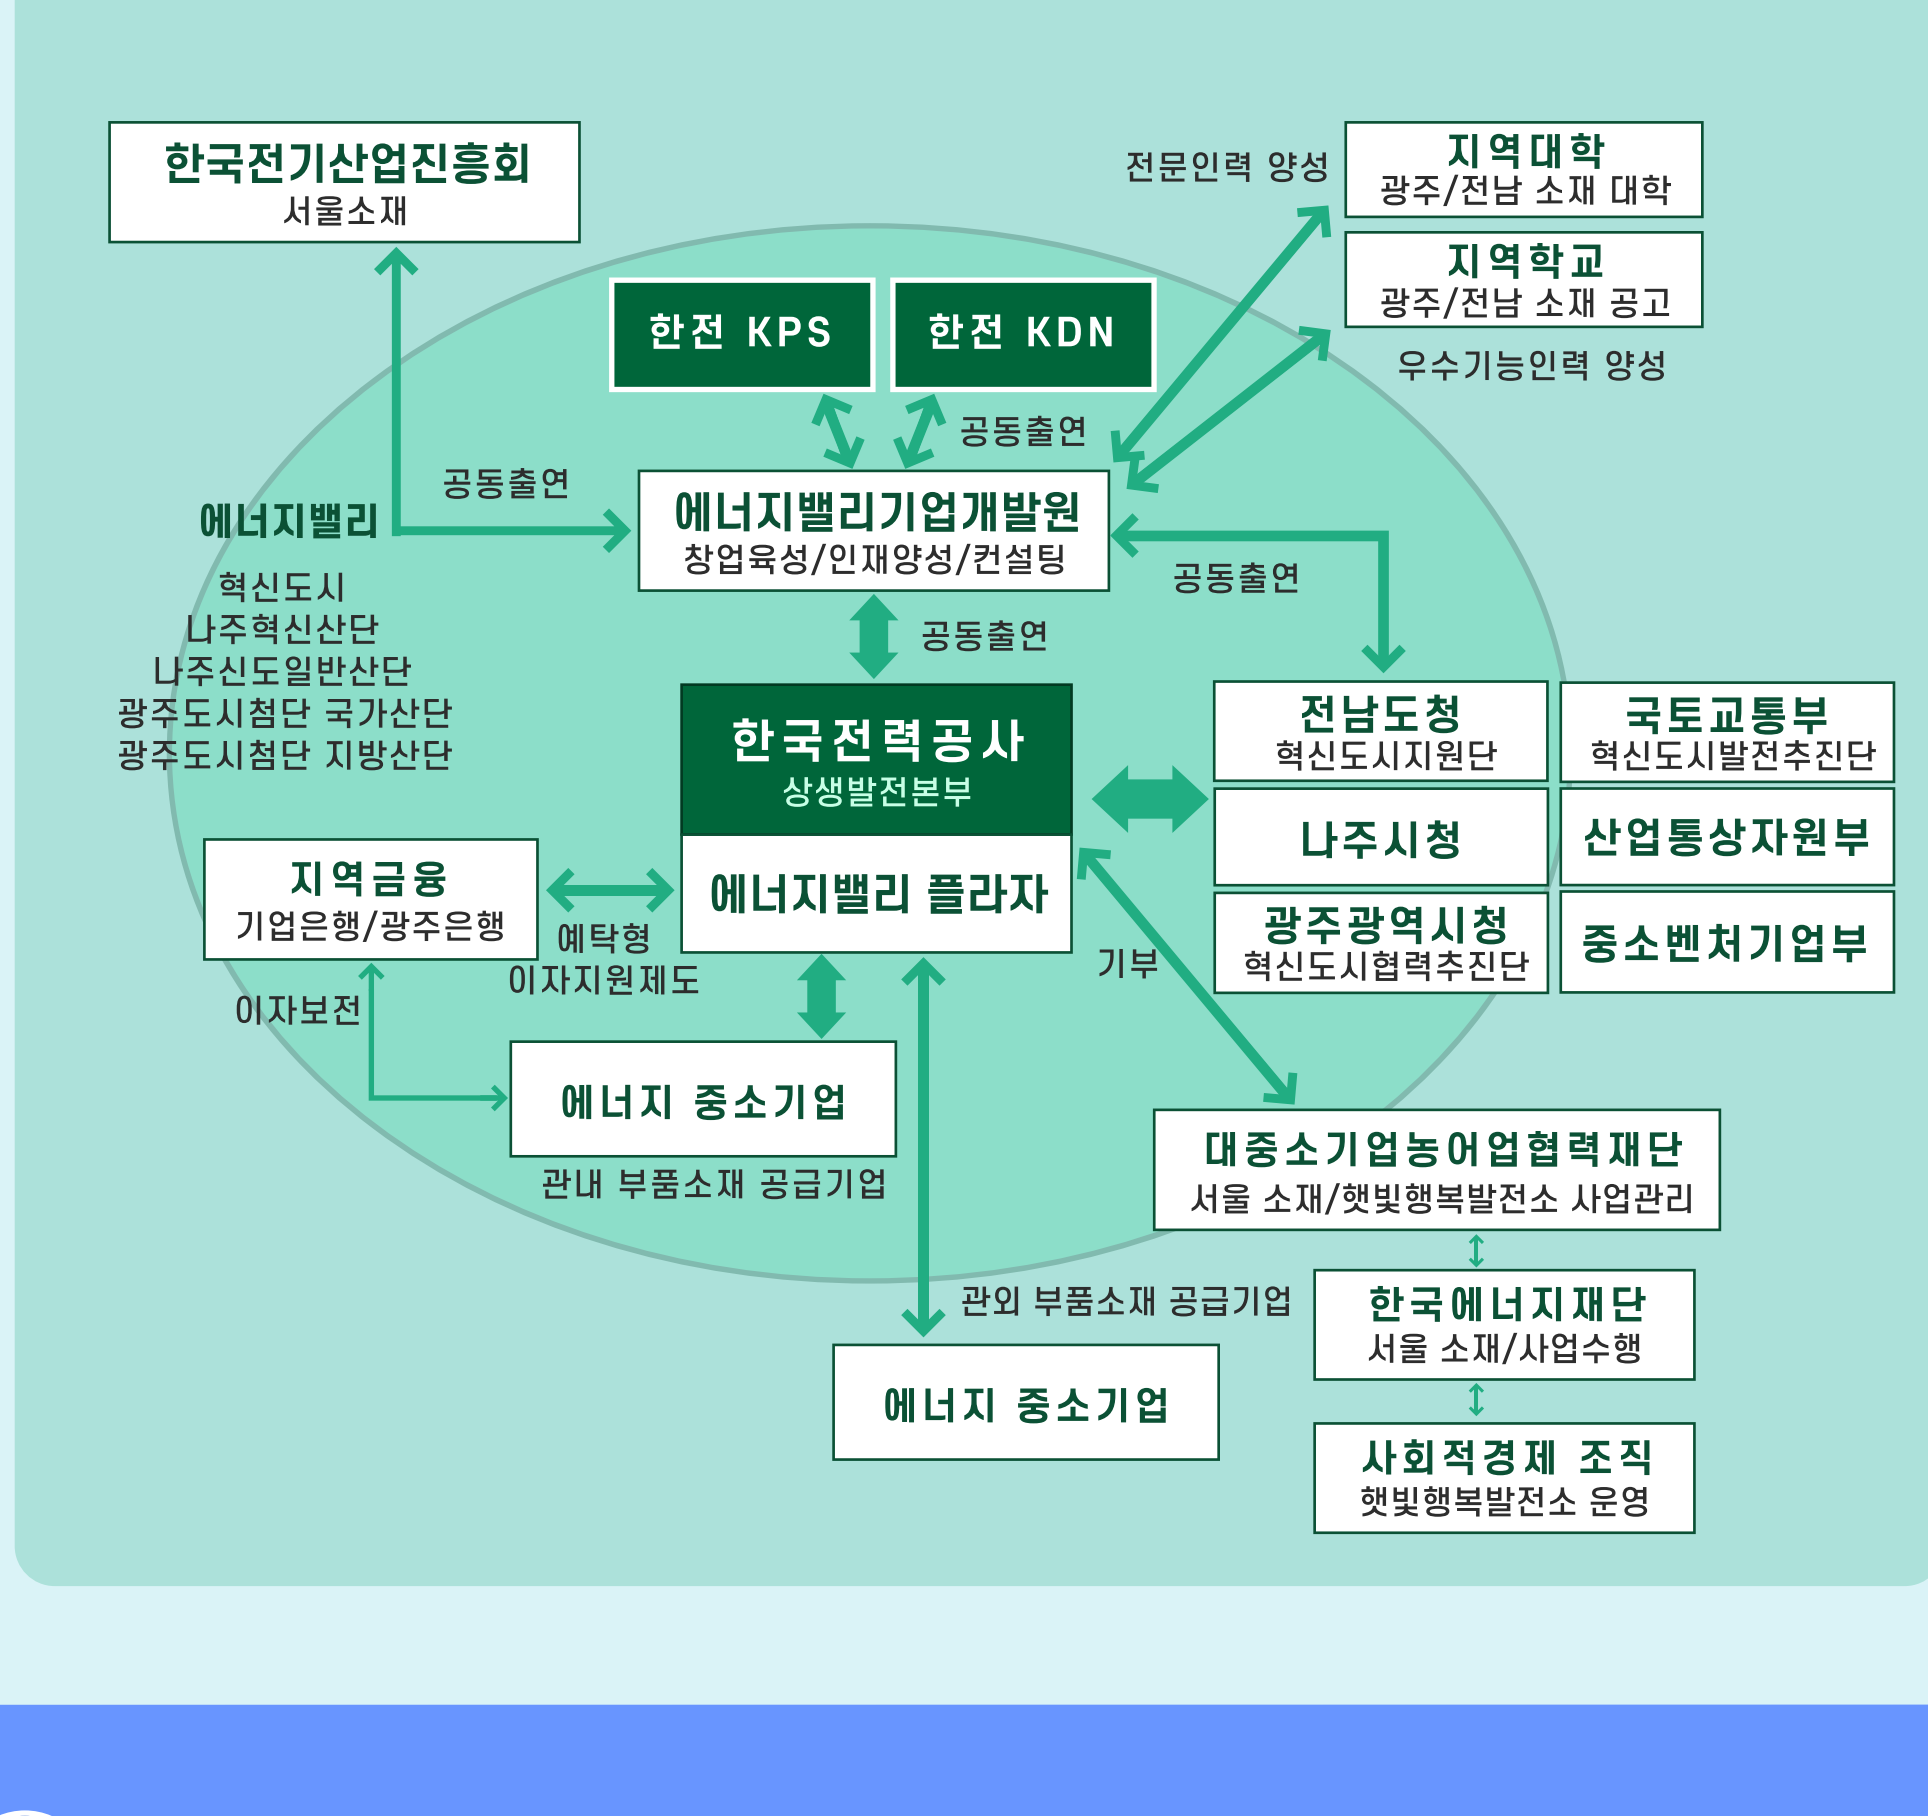 한국전기산업진흥회
서울소재
전문인력 양성
지역대학
광주/전남 소재 대학
지역학교
광주/전남 소재 공고
우수기능인력 양성
한전 KPS
한전 KDN
공동출연
공동출연
에너지밸리기업개발원
창업육성/인재양성/컨설팅
에너지밸리
혁신도시
나주혁신산단
나주신도일반산단
광주도시첨단 국가산단
광주도시첨단 지방산단
공동출연
공동출연
한국전력공사
상생발전본부
에너지밸리 플라자
전남도청
혁신도시지원단
국토교통부
혁신도시발전추진단
나주시청
산업통상자원부
광주광역시청
혁신도시협력추진단
중소벤처기업부
지역금융
기업은행/광주은행
예탁형
이자지원제도
기부
이자보전
에너지 중소기업
관내 부품소재 공급기업
대중소기업농어업협력재단
서울 소재/햇빛행복발전소 사업관리
관외 부품소재 공급기업
한국에너지재단
서울 소재/사업수행
에너지 중소기업
사회적경제 조직
햇빛행복발전소 운영